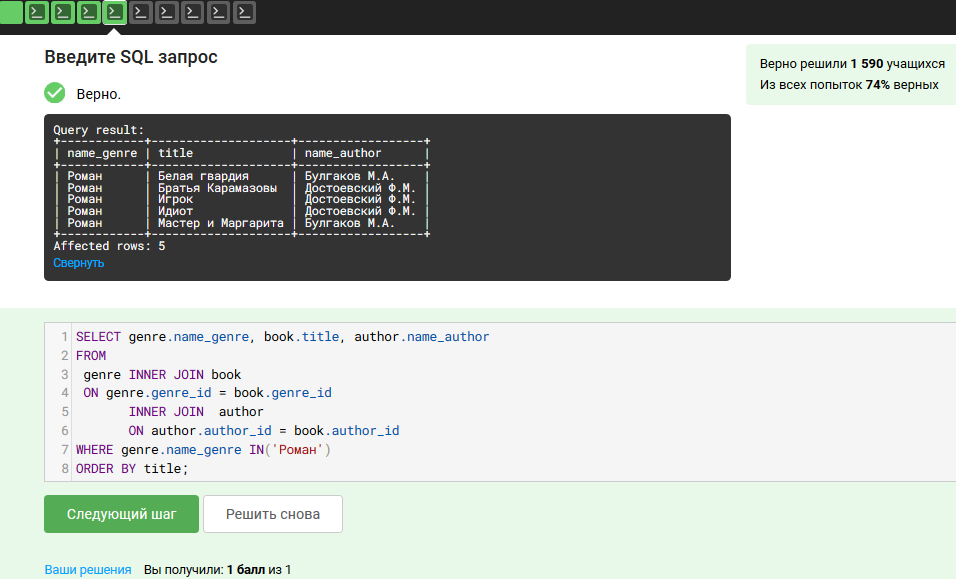 Введите SQL запрос
Верно решили 1 590 учащихся
Из всех попыток 74% верных
Верно.
Query result:
+------------+-------------------+-----------------+
| name_genre | title             | name_author     |
+------------+-------------------+-----------------+
| Роман      | Белая гвардия     | Булгаков М.А.   |
| Роман      | Братья Карамазовы | Достоевский Ф.М. |
| Роман      | Игрок             | Достоевский Ф.М. |
| Роман      | Идиот             | Достоевский Ф.М. |
| Роман      | Мастер и Маргарита | Булгаков М.А.   |
+------------+-------------------+-----------------+
Affected rows: 5
Свернуть
1 SELECT genre.name_genre, book.title, author.name_author
2 FROM
3 genre INNER JOIN book
4 ON genre.genre_id = book.genre_id
5 INNER JOIN author
6 ON author.author_id = book.author_id
7 WHERE genre.name_genre IN('Роман')
8 ORDER BY title;
Следующий шаг Решить снова
Ваши решения Вы получили: 1 балл из 1